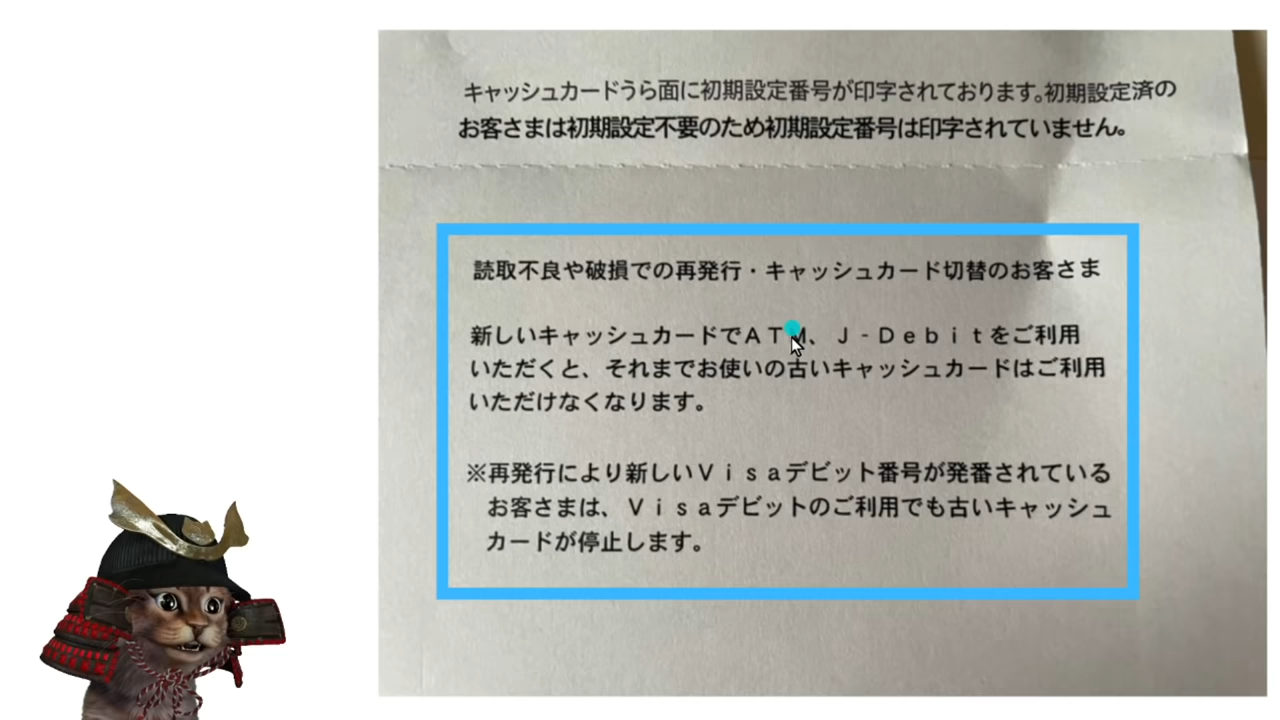 キャッシュカードうら面に初期設定番号が印字されております。初期設定済の
お客さまは初期設定不要のため初期設定番号は印字されていません。
読取不良や破損での再発行・キャッシュカード切替のお客さま
新しいキャッシュカードでATM、J-Debitをご利用
いただくと、それまでお使いの古いキャッシュカードはご利用
いただけなくなります。
※再発行により新しいVisaデビット番号が発番されている
お客さまは、Visaデビットのご利用でも古いキャッシュ
カードが停止します。